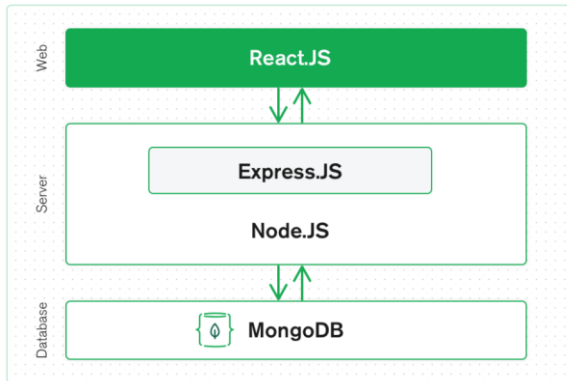 Web
React.JS
Server
Express.JS
Node.JS
Database
MongoDB